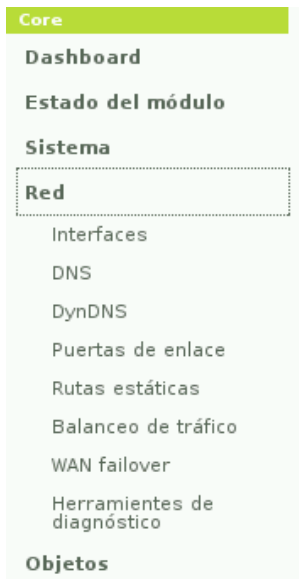 Core
Dashboard
Estado del módulo
Sistema
Red
Interfaces
DNS
DynDNS
Puertas de enlace
Rutas estáticas
Balanceo de tráfico
WAN failover
Herramientes de
diagnóstico
Objetos